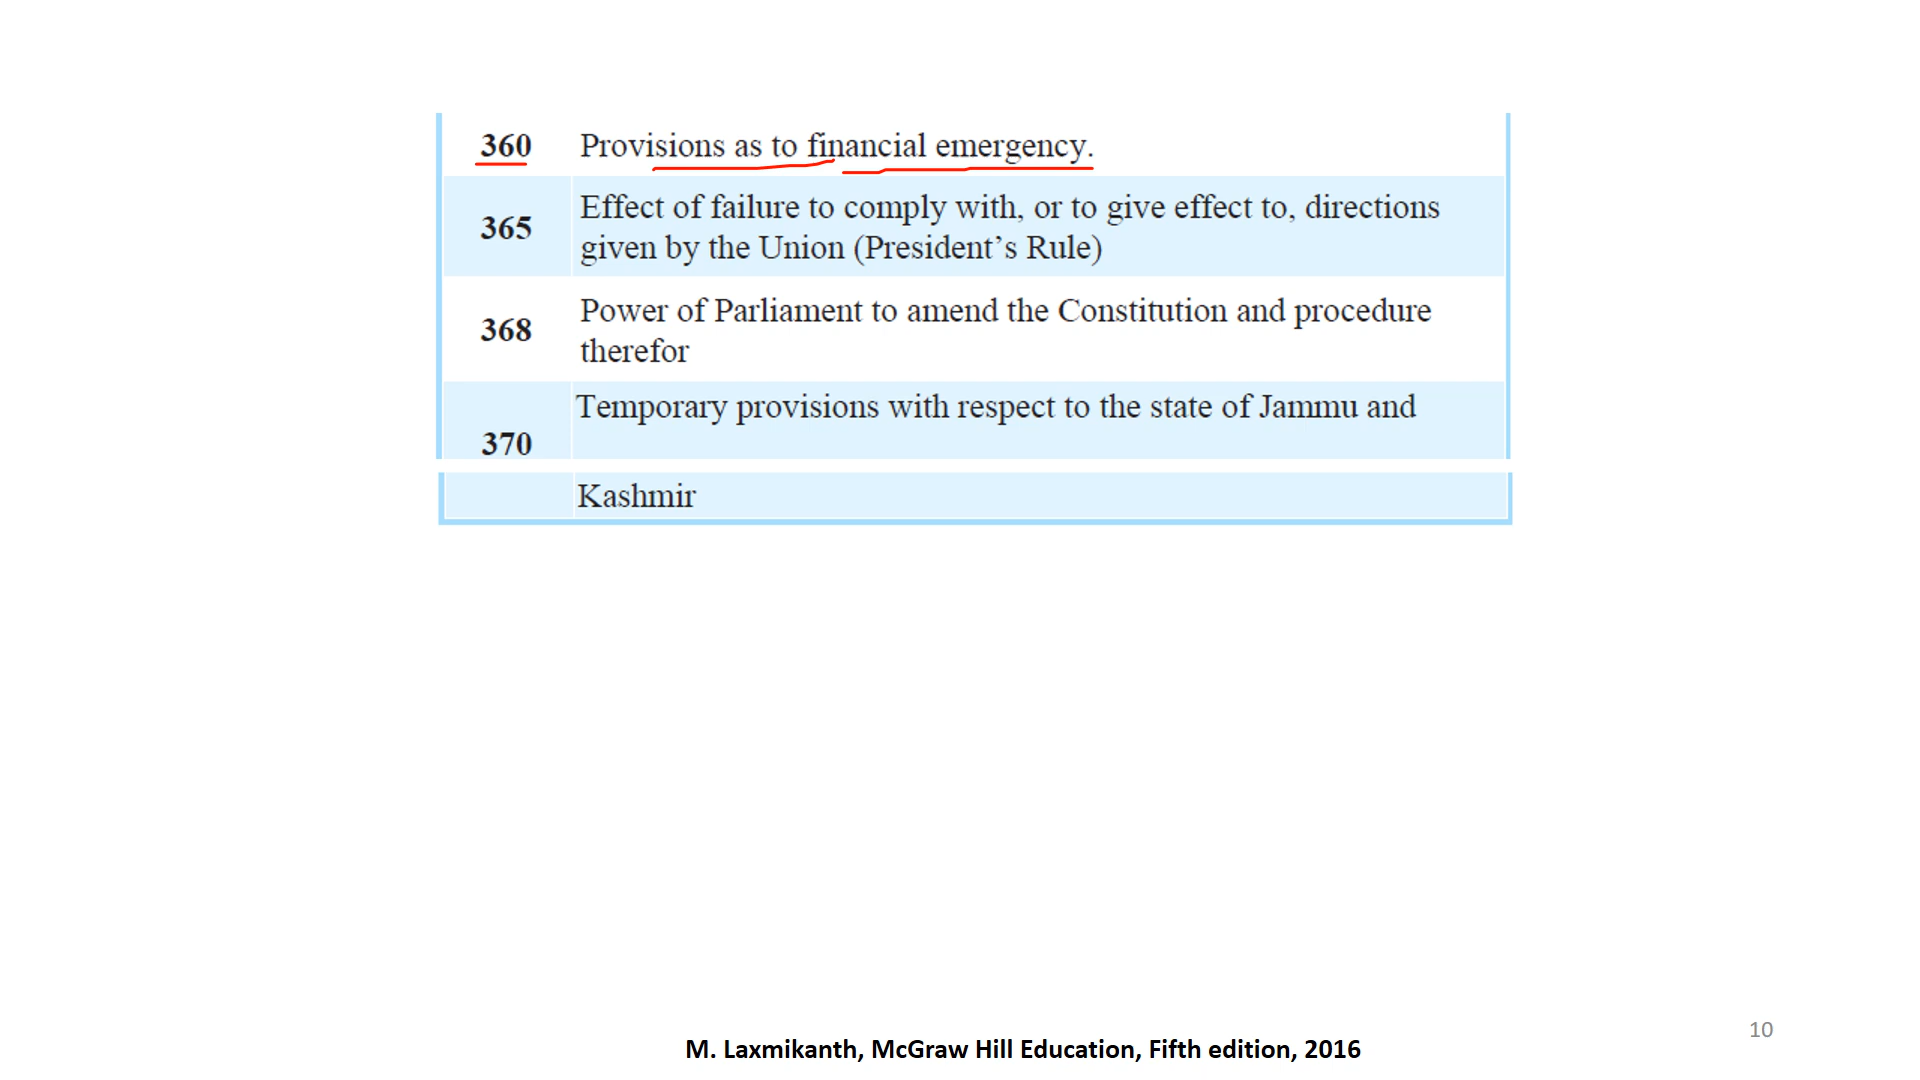 360 Provisions as to financial emergency.
365 Effect of failure to comply with, or to give effect to, directions
given by the Union (President’s Rule)
368 Power of Parliament to amend the Constitution and procedure
therefor
370 Temporary provisions with respect to the state of Jammu and
Kashmir
M. Laxmikanth, McGraw Hill Education, Fifth edition, 2016
10